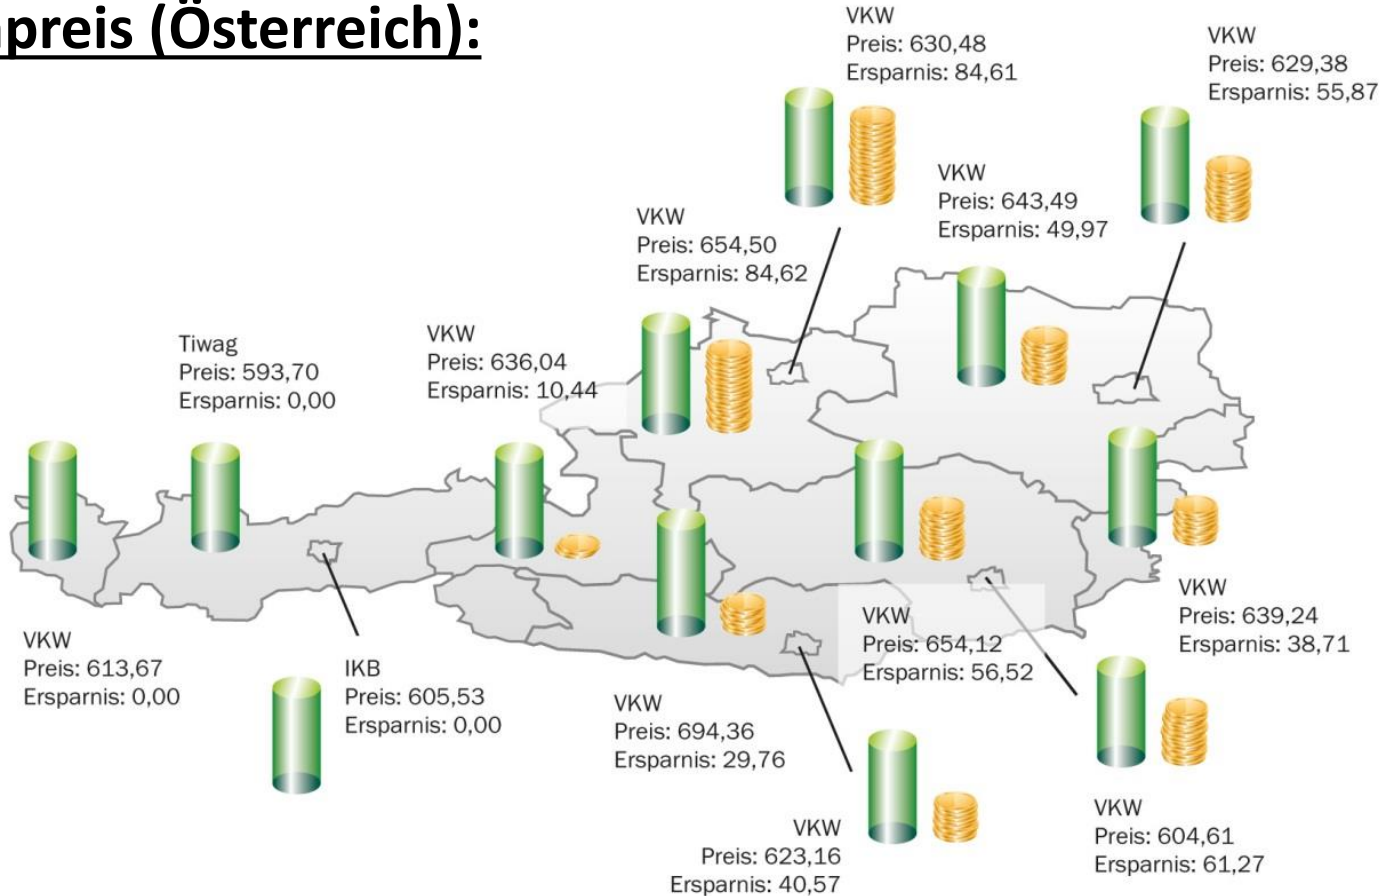 preis (Österreich):
VKW
Preis: 630,48
Ersparnis: 84,61
VKW
Preis: 629,38
Ersparnis: 55,87
VKW
Preis: 643,49
Ersparnis: 49,97
VKW
Preis: 654,50
Ersparnis: 84,62
VKW
Preis: 636,04
Ersparnis: 10,44
Tiwag
Preis: 593,70
Ersparnis: 0,00
VKW
Preis: 613,67
Ersparnis: 0,00
IKB
Preis: 605,53
Ersparnis: 0,00
VKW
Preis: 694,36
Ersparnis: 29,76
VKW
Preis: 654,12
Ersparnis: 56,52
VKW
Preis: 639,24
Ersparnis: 38,71
VKW
Preis: 623,16
Ersparnis: 40,57
VKW
Preis: 604,61
Ersparnis: 61,27